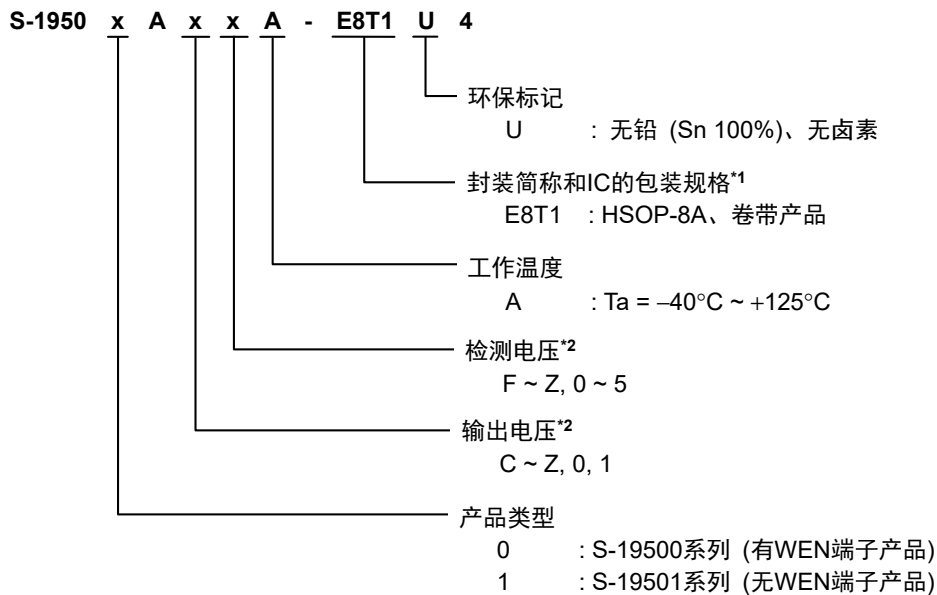 S-1950 x A x x A - E8T1 U 4
环保标记
U : 无铅 (Sn 100%)、无卤素
封装简称和IC的包装规格*1
E8T1 : HSOP-8A、卷带产品
工作温度
A : Ta = −40°C ~ +125°C
检测电压*2
F ~ Z, 0 ~ 5
输出电压*2
C ~ Z, 0, 1
产品类型
0 : S-19500系列 (有WEN端子产品)
1 : S-19501系列 (无WEN端子产品)